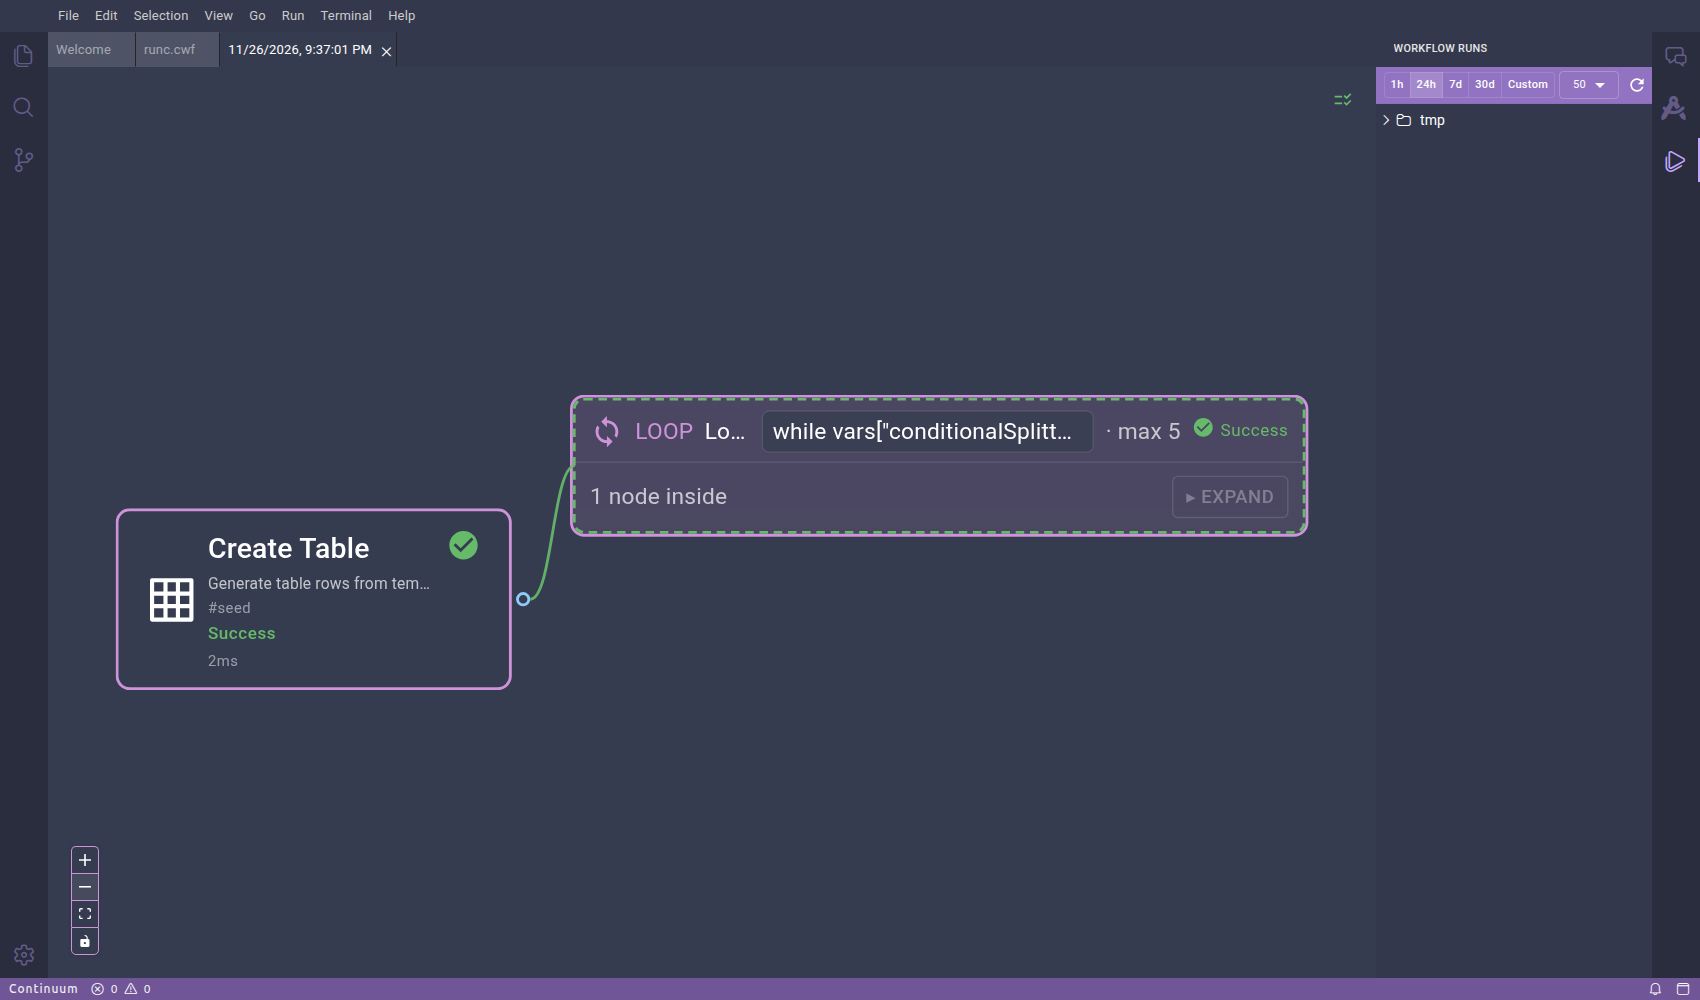 File Edit Selection View Go Run Terminal Help
Welcome runc.cwf 11/26/2026, 9:37:01 PM
WORKFLOW RUNS
1h 24h 7d 30d Custom 50
tmp
LOOP Lo... while vars["conditionalSplitt... · max 5 Success
1 node inside EXPAND
Create Table
Generate table rows from tem...
#seed
Success
2ms
Continuum 0 0